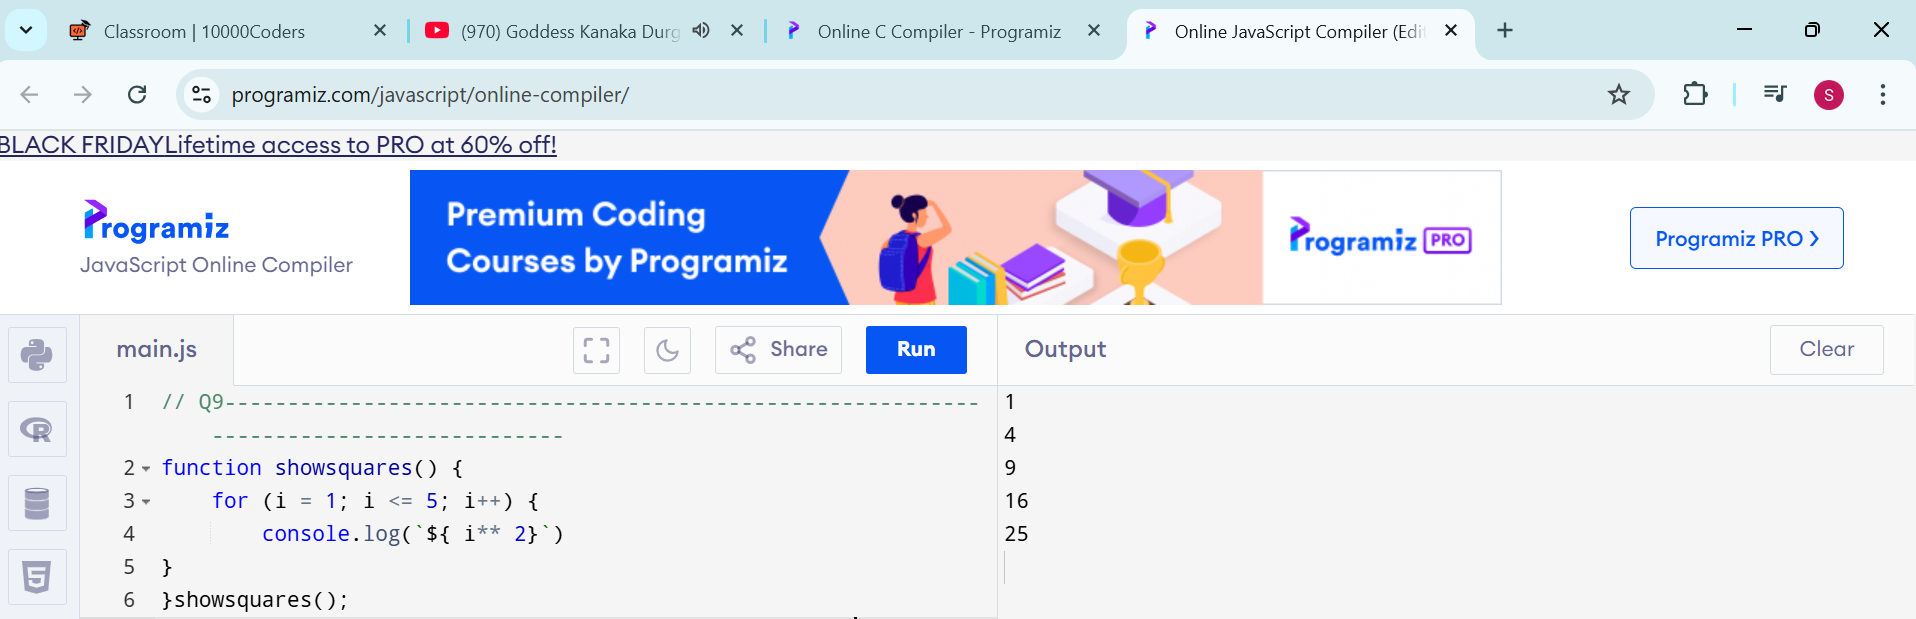 Classroom | 10000Coders
(970) Goddess Kanaka Durg
Online C Compiler - Programiz
Online JavaScript Compiler (Edi
programiz.com/javascript/online-compiler/
S
BLACK FRIDAYLifetime access to PRO at 60% off!
Programiz
JavaScript Online Compiler
Premium Coding
Courses by Programiz
Programiz PRO
Programiz PRO ›
main.js
Share
Run
Output
Clear
1 // Q9------------------------------------------------------------
----------------------------
2 function showsquares() {
3 for (i = 1; i <= 5; i++) {
4 console.log(`${ i** 2}`)
5 }
6 }showsquares();
1
4
9
16
25